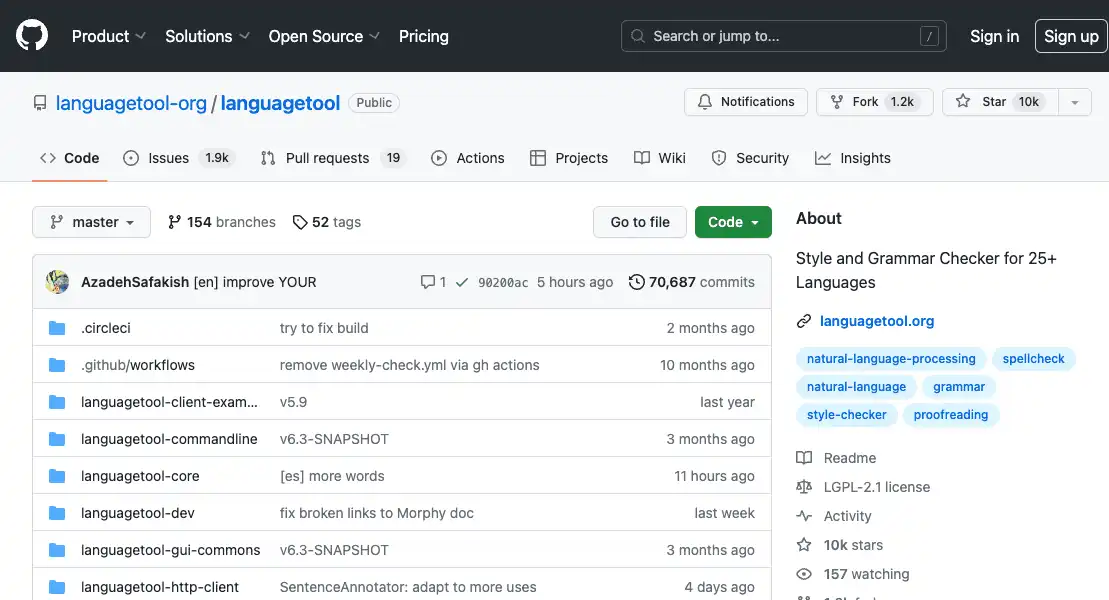 Product Solutions Open Source Pricing Search or jump to... / Sign in Sign up
languagetool-org / languagetool Public Notifications Fork 1.2k Star 10k
Code Issues 1.9k Pull requests 19 Actions Projects Wiki Security Insights
master 154 branches 52 tags Go to file Code
AzadehSafakish [en] improve YOUR 1 90200ac 5 hours ago 70,687 commits
.circleci try to fix build 2 months ago
.github/workflows remove weekly-check.yml via gh actions 10 months ago
languagetool-client-exam... v5.9 last year
languagetool-commandline v6.3-SNAPSHOT 3 months ago
languagetool-core [es] more words 11 hours ago
languagetool-dev fix broken links to Morphy doc last week
languagetool-gui-commons v6.3-SNAPSHOT 3 months ago
languagetool-http-client SentenceAnnotator: adapt to more uses 4 days ago
About
Style and Grammar Checker for 25+
Languages
languagetool.org
natural-language-processing spellcheck
natural-language grammar
style-checker proofreading
Readme
LGPL-2.1 license
Activity
10k stars
157 watching